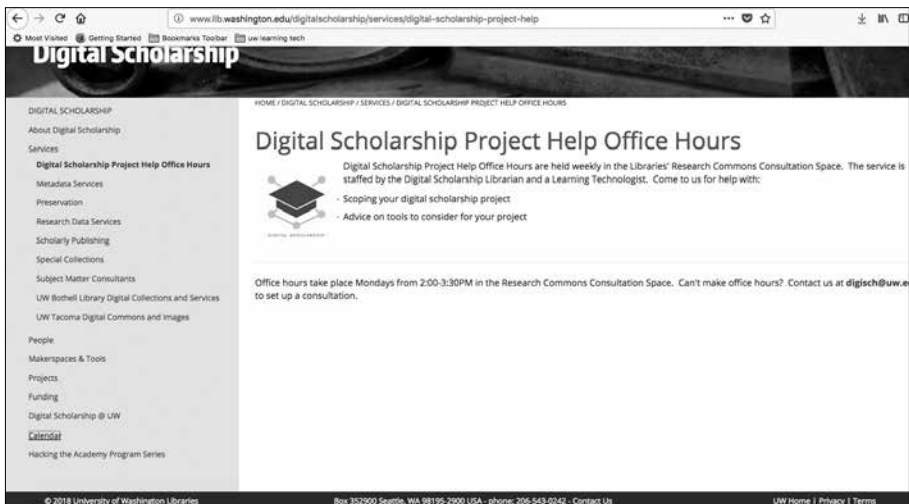 www.lib.washington.edu/digitalscholarship/services/digital-scholarship-project-help
Most Visited Getting Started Bookmarks Toolbar uw learning tech
Digital Scholarship
HOME / DIGITAL SCHOLARSHIP / SERVICES / DIGITAL SCHOLARSHIP PROJECT HELP OFFICE HOURS
DIGITAL SCHOLARSHIP
About Digital Scholarship
Services
Digital Scholarship Project Help Office Hours
Metadata Services
Preservation
Research Data Services
Scholarly Publishing
Special Collections
Subject Matter Consultants
UW Bothell Library Digital Collections and Services
UW Tacoma Digital Commons and Images
People
Makerspaces & Tools
Projects
Funding
Digital Scholarship @ UW
Calendar
Hacking the Academy Program Series
Digital Scholarship Project Help Office Hours
Digital Scholarship Project Help Office Hours are held weekly in the Libraries' Research Commons Consultation Space. The service is
staffed by the Digital Scholarship Librarian and a Learning Technologist. Come to us for help with:
- Scoping your digital scholarship project
- Advice on tools to consider for your project
DIGITAL SCHOLARSHIP
Office hours take place Mondays from 2:00-3:30PM in the Research Commons Consultation Space. Can't make office hours? Contact us at digisch@uw.e
to set up a consultation.
© 2018 University of Washington Libraries Box 352900 Seattle, WA 98195-2900 USA - phone: 206-543-0242 - Contact Us UW Home | Privacy | Terms